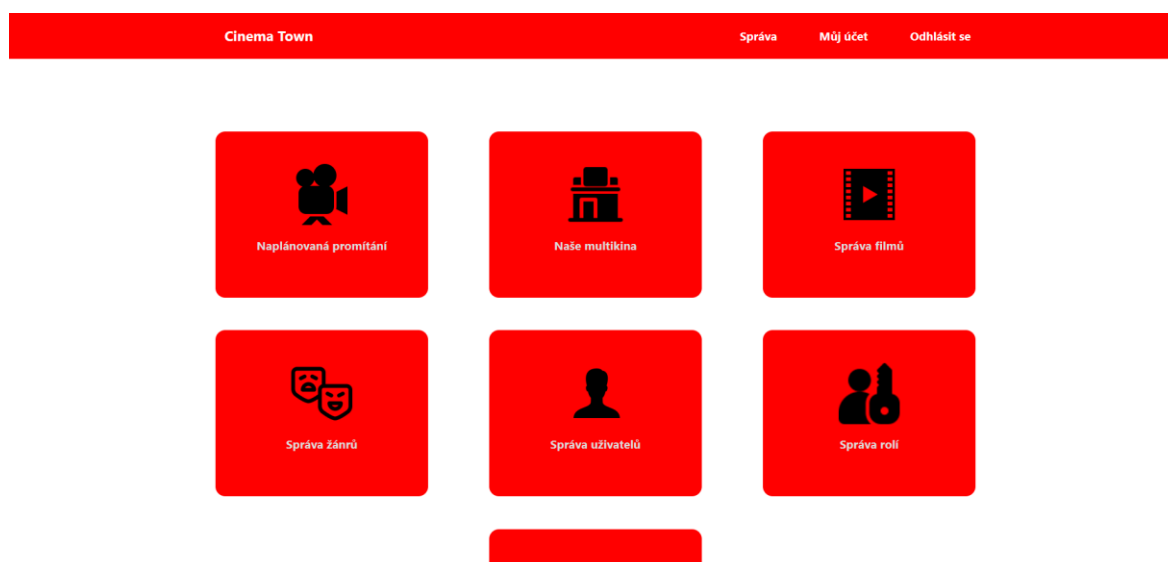 Cinema Town
Správa
Můj účet
Odhlásit se
Naplánovaná promítání
Naše multikina
Správa filmů
Správa žánrů
Správa uživatelů
Správa rolí